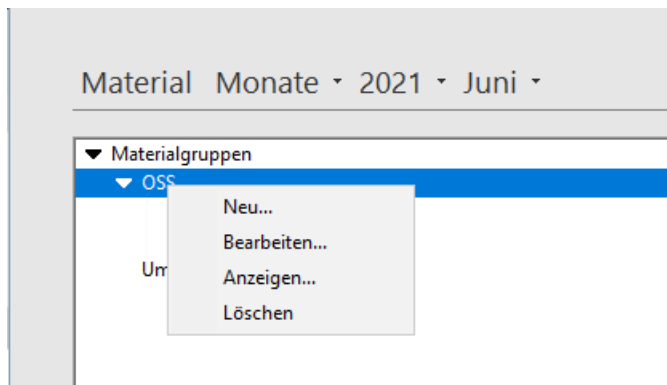 Material Monate 2021 Juni
Materialgruppen
OSS
Neu...
Bearbeiten...
Anzeigen...
Löschen